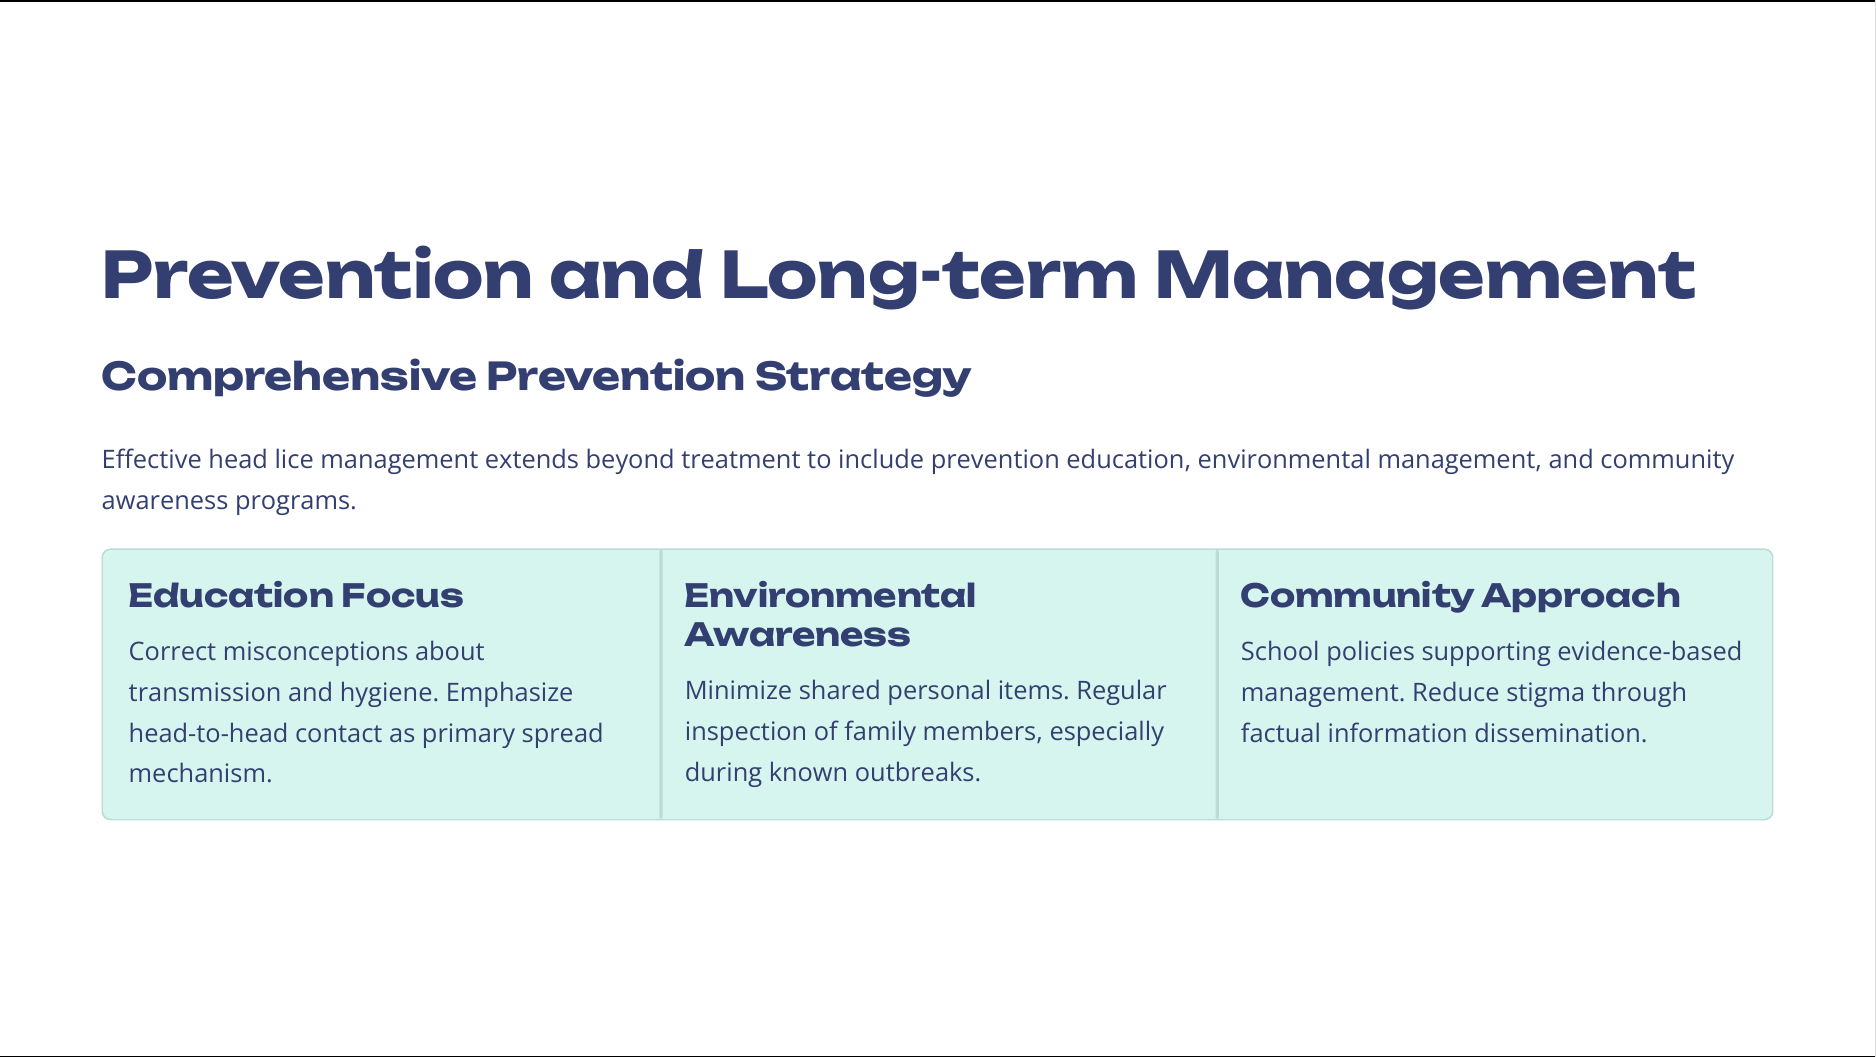 Prevention and Long-term Management
Comprehensive Prevention Strategy
Effective head lice management extends beyond treatment to include prevention education, environmental management, and community
awareness programs.
Education Focus
Correct misconceptions about
transmission and hygiene. Emphasize
head-to-head contact as primary spread
mechanism.
Environmental
Awareness
Minimize shared personal items. Regular
inspection of family members, especially
during known outbreaks.
Community Approach
School policies supporting evidence-based
management. Reduce stigma through
factual information dissemination.